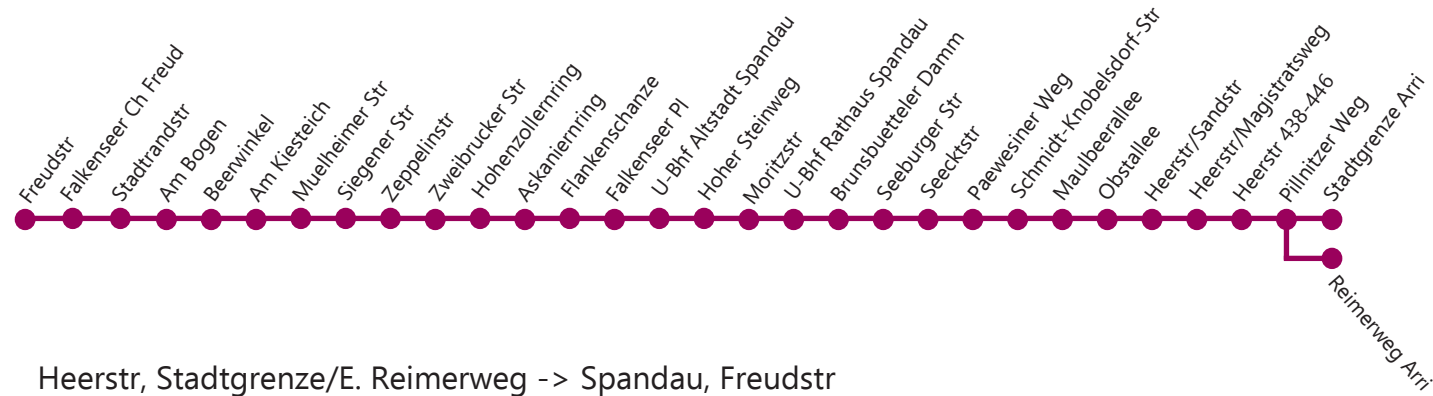 Freudstr
Falkenseer Ch Freud
Stadtrandstr
Am Bogen
Beerwinkel
Am Kiesteich
Muelheimer Str
Siegener Str
Zeppelinstr
Zweibrucker Str
Hohenzollernring
Askanierring
Flankenschanze
Falkenseer Pl
U-Bhf Altstadt Spandau
Hoher Steinweg
Moritzstr
U-Bhf Rathaus Spandau
Brunsbuetteler Damm
Seeburger Str
Seecktstr
Paewesiner Weg
Schmidt-Knobelsdorf-Str
Maulbeerallee
Obstallee
Heerstr/Sandstr
Heerstr/Magistratsweg
Heerstr 438-446
Pillnitzer Weg
Stadtgrenze Arri
Reimerweg Arri
Heerstr, Stadtgrenze/E. Reimerweg -> Spandau, Freudstr